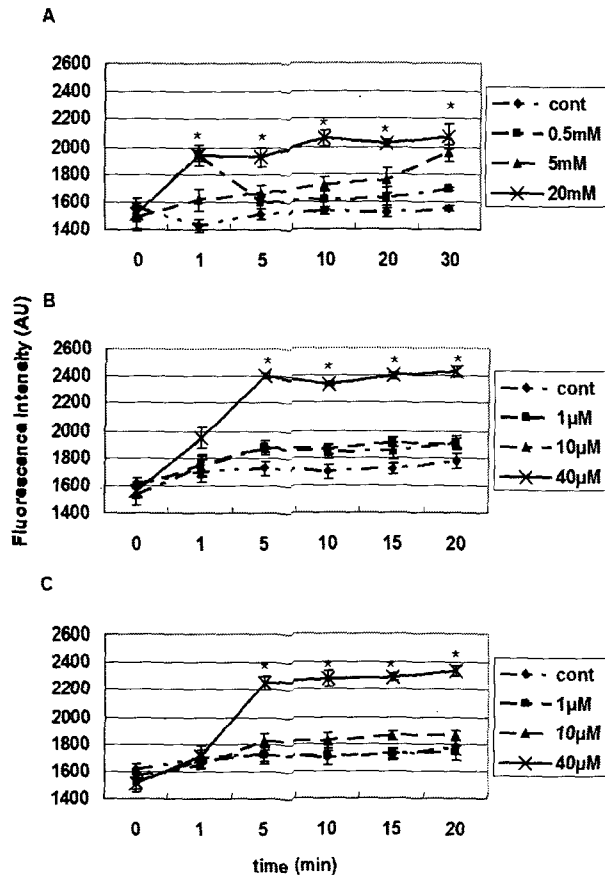 A
2600
2400
2200
2000
1800
1600
1400
* * * * *
0 1 5 10 20 30
cont
0.5mM
5mM
20mM
Fluorescence Intensity (AU)
B
2600
2400
2200
2000
1800
1600
1400
* * * *
0 1 5 10 15 20
cont
1µM
10µM
40µM
C
2600
2400
2200
2000
1800
1600
1400
* * * *
0 1 5 10 15 20
cont
1µM
10µM
40µM
time (min)